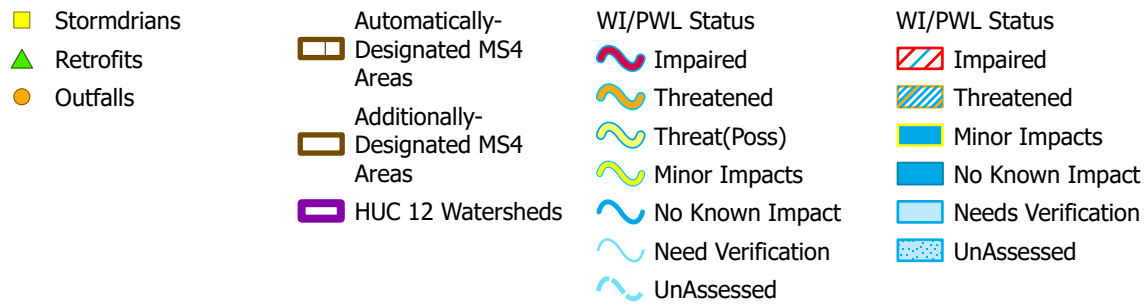 Stormdrians
Retrofits
Outfalls
Automatically-
Designated MS4
Areas
Additionally-
Designated MS4
Areas
HUC 12 Watersheds
WI/PWL Status
Impaired
Threatened
Threat(Poss)
Minor Impacts
No Known Impact
Need Verification
UnAssessed
WI/PWL Status
Impaired
Threatened
Minor Impacts
No Known Impact
Needs Verification
UnAssessed